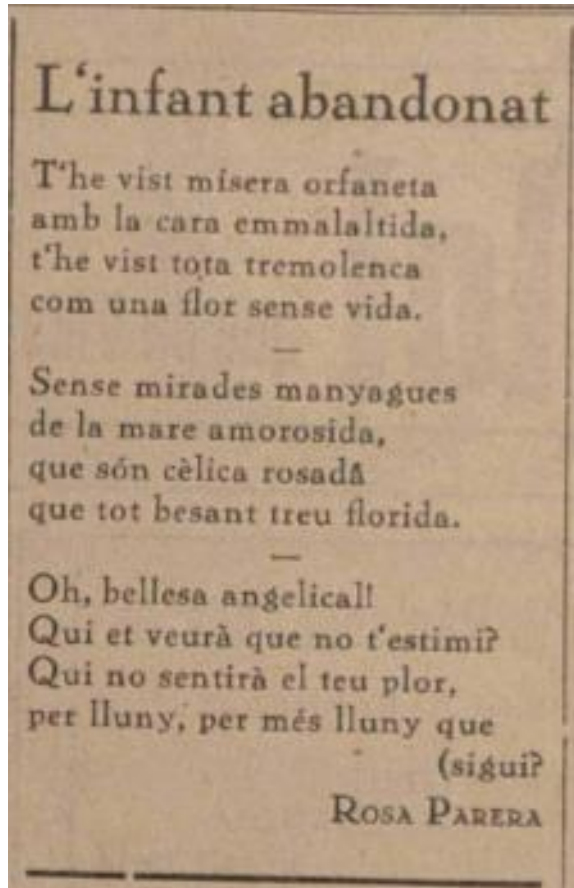 L‘infant abandonat
T‘he vist mísera orfaneta
amb la cara emmalaltida,
t‘he vist tota tremolenca
com una flor sense vida.
—
Sense mirades manyagues
de la mare amorosida,
que són cèlica rosada
que tot besant treu florida.
—
Oh, bellesa angelical!
Qui et veurà que no t'estimi?
Qui no sentirà el teu plor,
per lluny, per més lluny que
(sigui?
ROSA PARERA